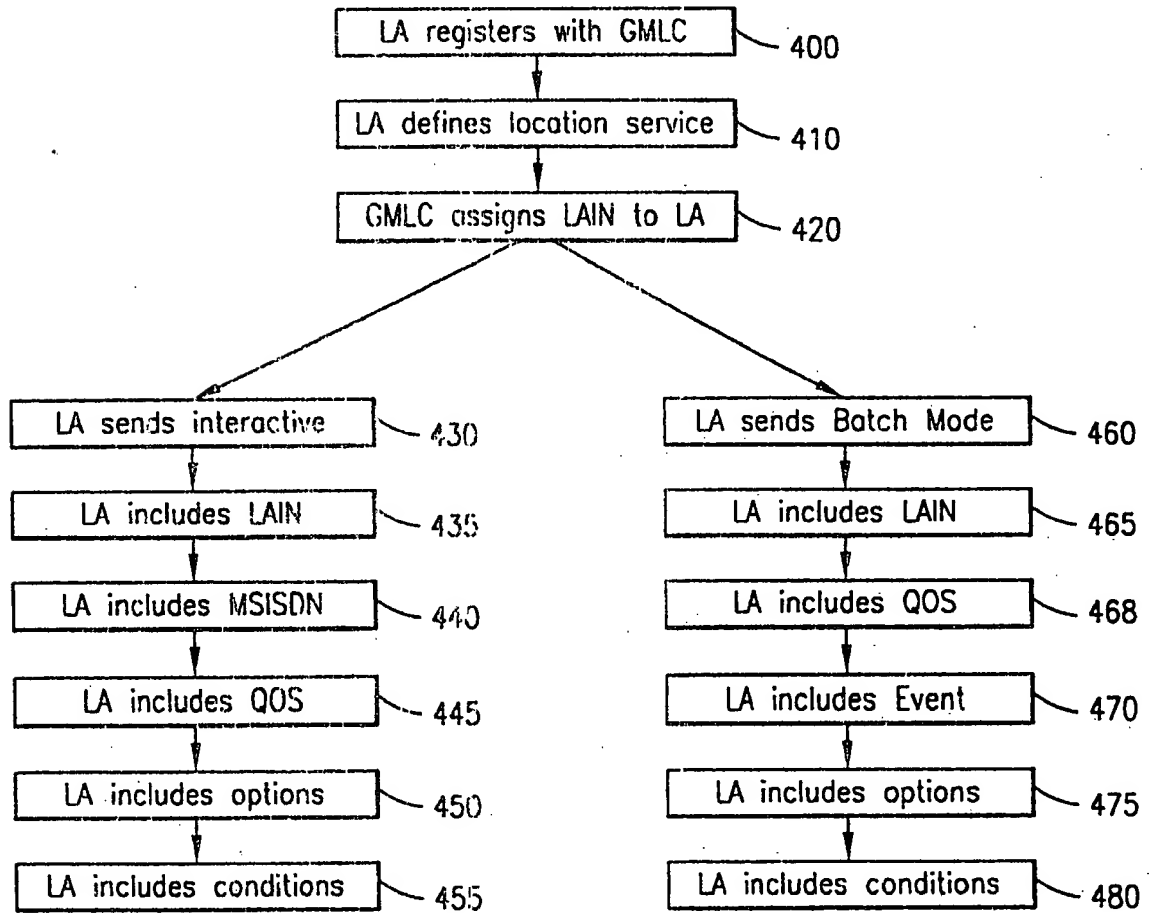 LA registers with GMLC
400
LA defines location service
410
GMLC assigns LAIN to LA
420
LA sends interactive
430
LA includes LAIN
435
LA includes MSISDN
440
LA includes QOS
445
LA includes options
450
LA includes conditions
455
LA sends Batch Mode
460
LA includes LAIN
465
LA includes QOS
468
LA includes Event
470
LA includes options
475
LA includes conditions
480